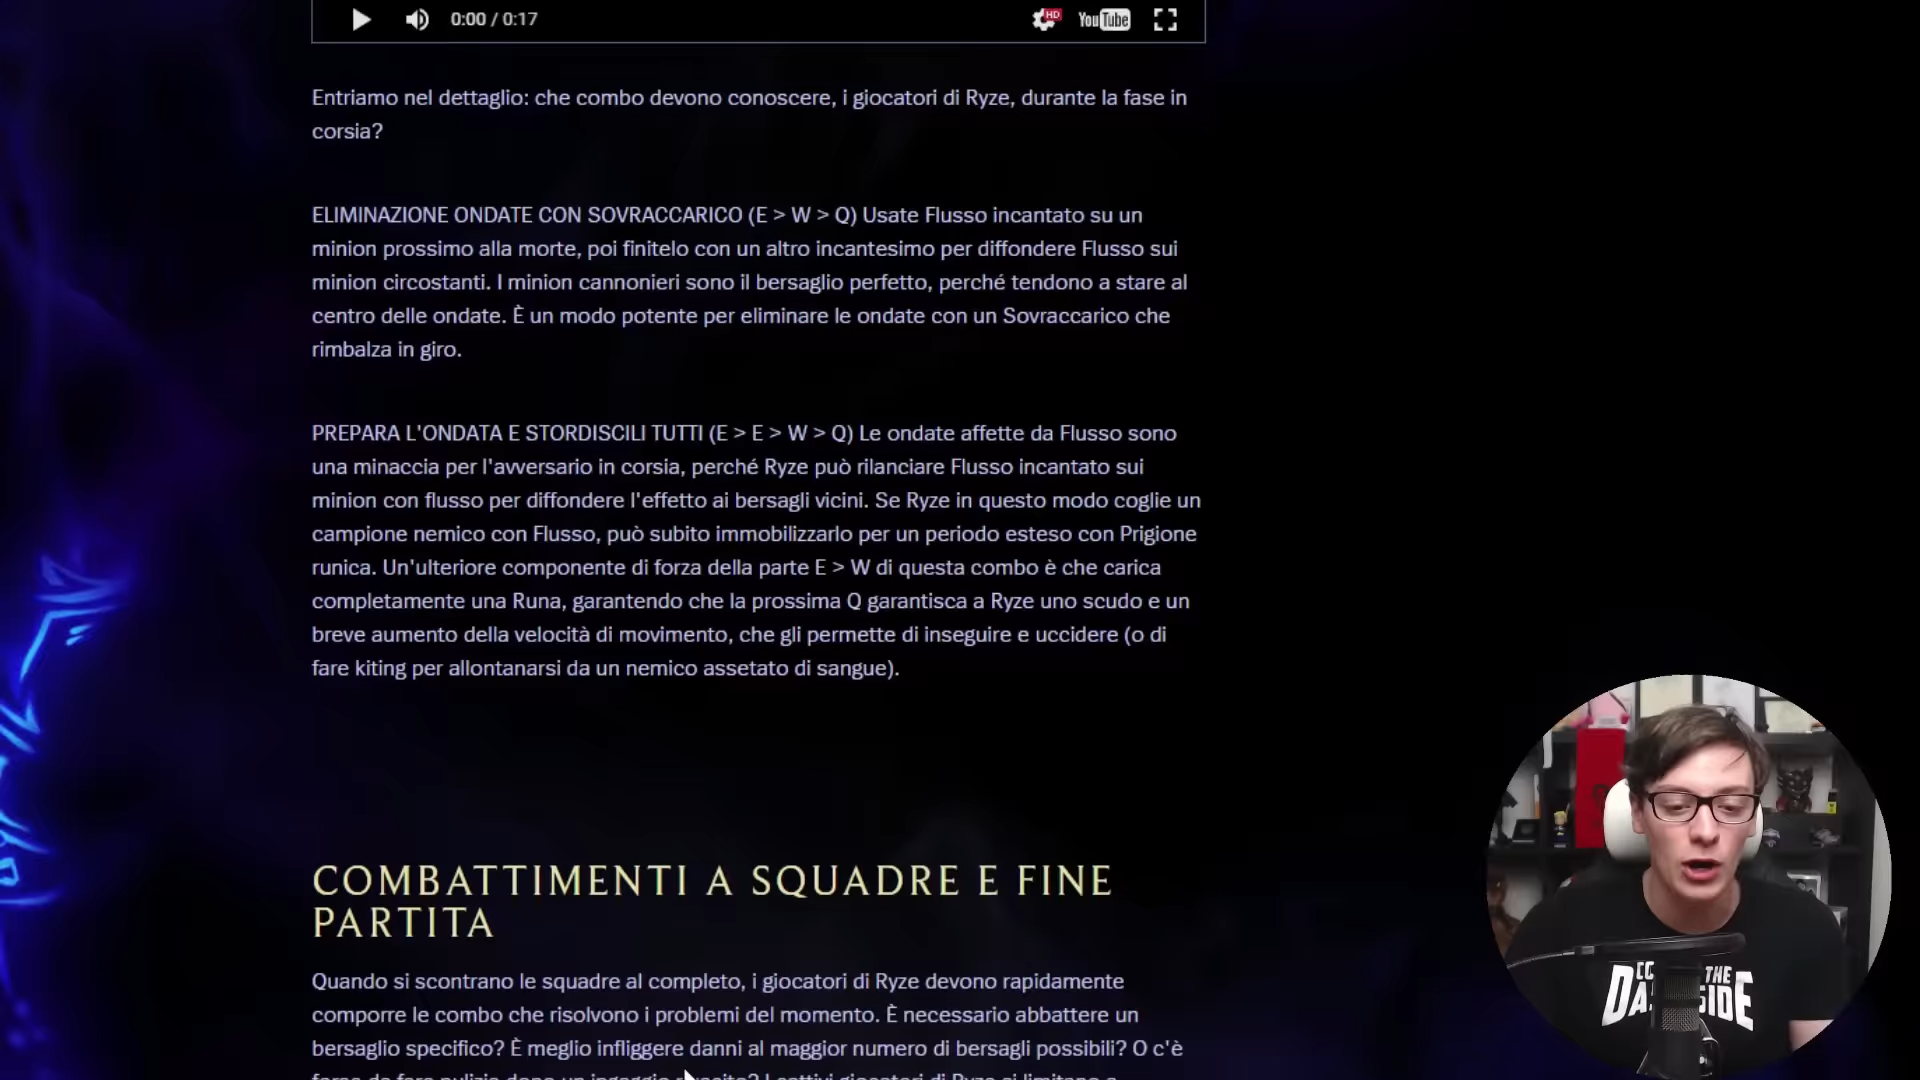 0:00 / 0:17
HD
YouTube
Entriamo nel dettaglio: che combo devono conoscere, i giocatori di Ryze, durante la fase in
corsia?
ELIMINAZIONE ONDATE CON SOVRACCARICO (E > W > Q) Usate Flusso incantato su un
minion prossimo alla morte, poi finitelo con un altro incantesimo per diffondere Flusso sui
minion circostanti. I minion cannonieri sono il bersaglio perfetto, perché tendono a stare al
centro delle ondate. È un modo potente per eliminare le ondate con un Sovraccarico che
rimbalza in giro.
PREPARA L'ONDATA E STORDISCILI TUTTI (E > E > W > Q) Le ondate affette da Flusso sono
una minaccia per l'avversario in corsia, perché Ryze può rilanciare Flusso incantato sui
minion con flusso per diffondere l'effetto ai bersagli vicini. Se Ryze in questo modo coglie un
campione nemico con Flusso, può subito immobilizzarlo per un periodo esteso con Prigione
runica. Un'ulteriore componente di forza della parte E > W di questa combo è che carica
completamente una Runa, garantendo che la prossima Q garantisca a Ryze uno scudo e un
breve aumento della velocità di movimento, che gli permette di inseguire e uccidere (o di
fare kiting per allontanarsi da un nemico assetato di sangue).
COMBATTIMENTI A SQUADRE E FINE
PARTITA
Quando si scontrano le squadre al completo, i giocatori di Ryze devono rapidamente
comporre le combo che risolvono i problemi del momento. È necessario abbattere un
bersaglio specifico? È meglio infliggere danni al maggior numero di bersagli possibili? O c'è
THE